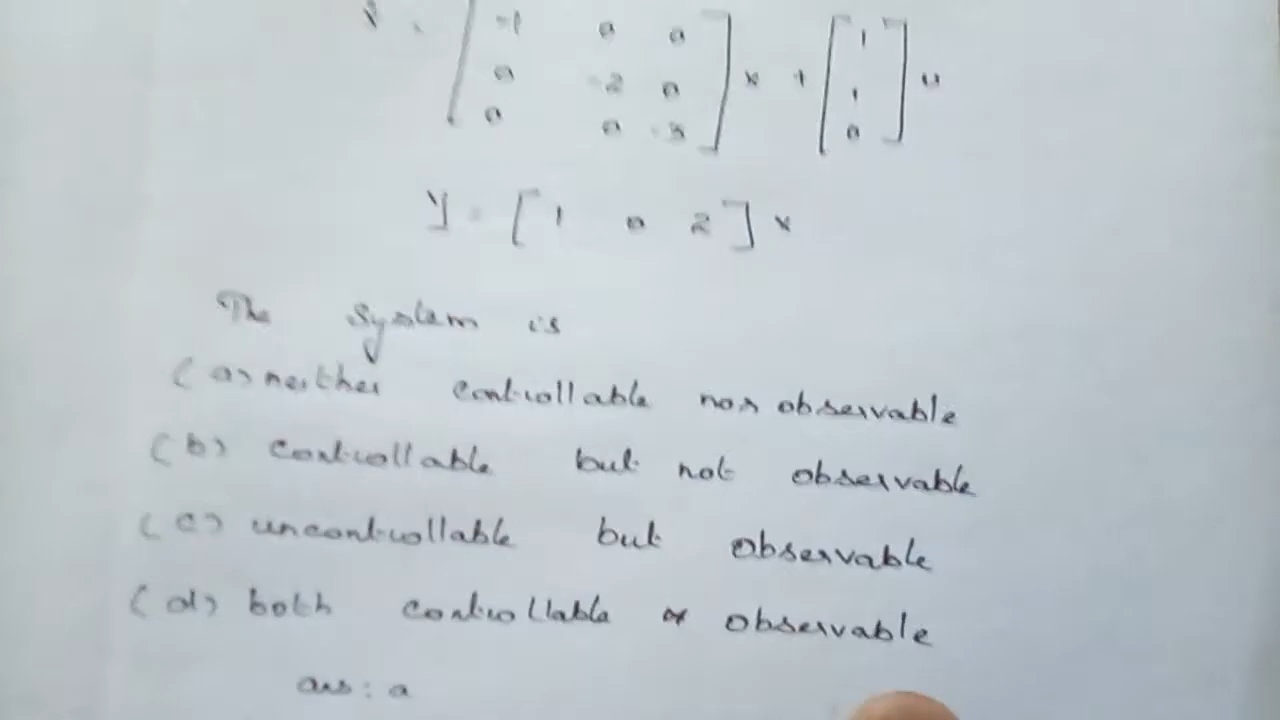 ẋ = [ -1 0 0
0 -2 0
0 0 -3 ] x + [ 1
1
0 ] u
Y = [ 1 0 2 ] x
The system is
(a) neither controllable nor observable
(b) controllable but not observable
(c) uncontrollable but observable
(d) both controllable & observable
ans: a